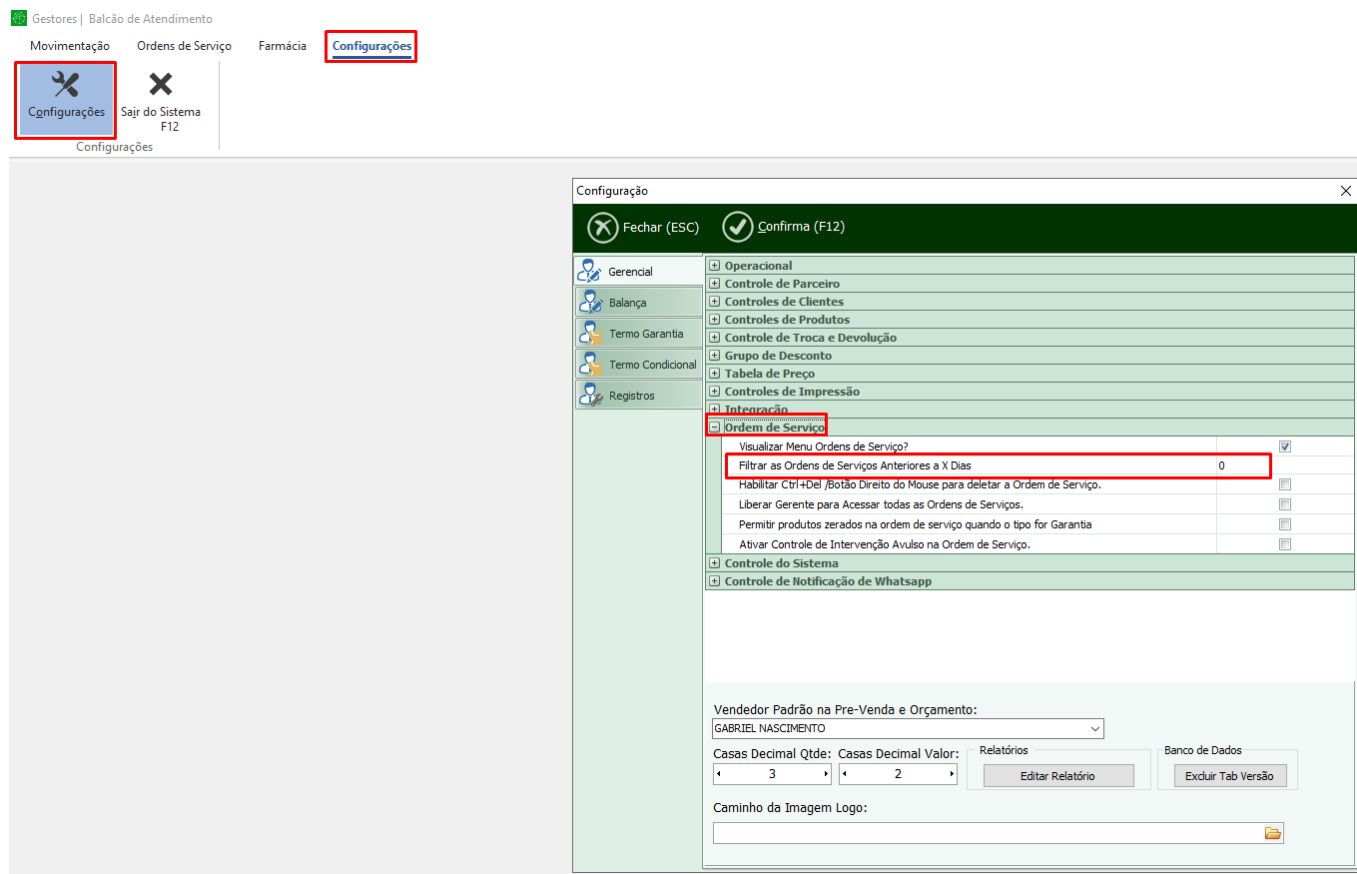 Gestores | Balcão de Atendimento
Movimentação Ordens de Serviço Farmácia Configurações
Configurações Sair do Sistema
F12
Configurações
Configuração
Fechar (ESC) Confirma (F12)
Gerencial
Balança
Termo Garantia
Termo Condicional
Registros
Operacional
Controle de Parceiro
Controles de Clientes
Controles de Produtos
Controle de Troca e Devolução
Grupo de Desconto
Tabela de Preço
Controles de Impressão
Integração
Ordem de Serviço
Visualizar Menu Ordens de Serviço?
Filtrar as Ordens de Serviços Anteriores a X Dias 0
Habilitar Ctrl+Del /Botão Direito do Mouse para deletar a Ordem de Serviço.
Liberar Gerente para Acessar todas as Ordens de Serviços.
Permitir produtos zerados na ordem de serviço quando o tipo for Garantia
Ativar Controle de Intervenção Avulso na Ordem de Serviço.
Controle do Sistema
Controle de Notificação de Whatsapp
Vendedor Padrão na Pre-Venda e Orçamento:
GABRIEL NASCIMENTO
Casas Decimal Qtde: Casas Decimal Valor: Relatórios Banco de Dados
3 2 Editar Relatório Excluir Tab Versão
Caminho da Imagem Logo: